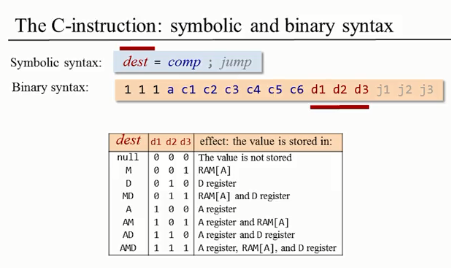 The C-instruction: symbolic and binary syntax
Symbolic syntax: dest = comp ; jump
Binary syntax: 1 1 1 a c1 c2 c3 c4 c5 c6 d1 d2 d3 j1 j2 j3
dest d1 d2 d3 effect: the value is stored in:
null 0 0 0 The value is not stored
M 0 0 1 RAM[A]
D 0 1 0 D register
MD 0 1 1 RAM[A] and D register
A 1 0 0 A register
AM 1 0 1 A register and RAM[A]
AD 1 1 0 A register and D register
AMD 1 1 1 A register, RAM[A], and D register